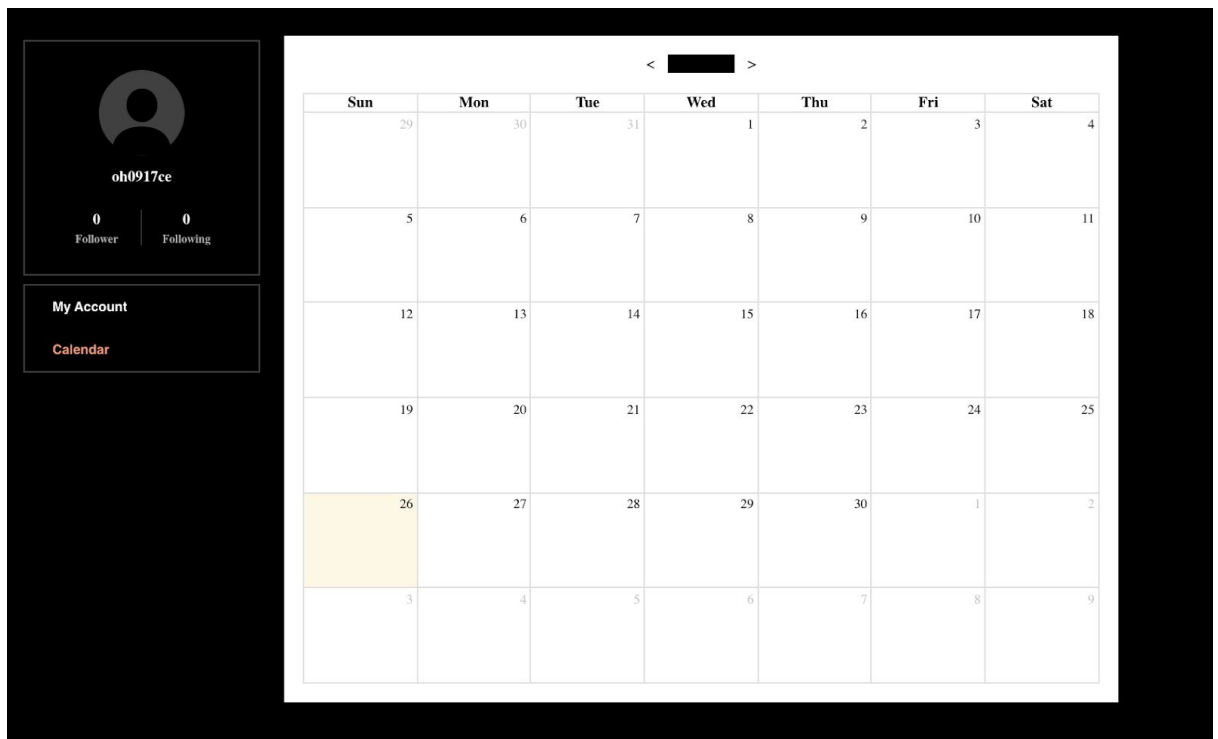 oh0917ce
0 0
Follower Following
My Account
Calendar
< >
Sun Mon Tue Wed Thu Fri Sat
29 30 31 1 2 3 4
5 6 7 8 9 10 11
12 13 14 15 16 17 18
19 20 21 22 23 24 25
26 27 28 29 30 1 2
3 4 5 6 7 8 9